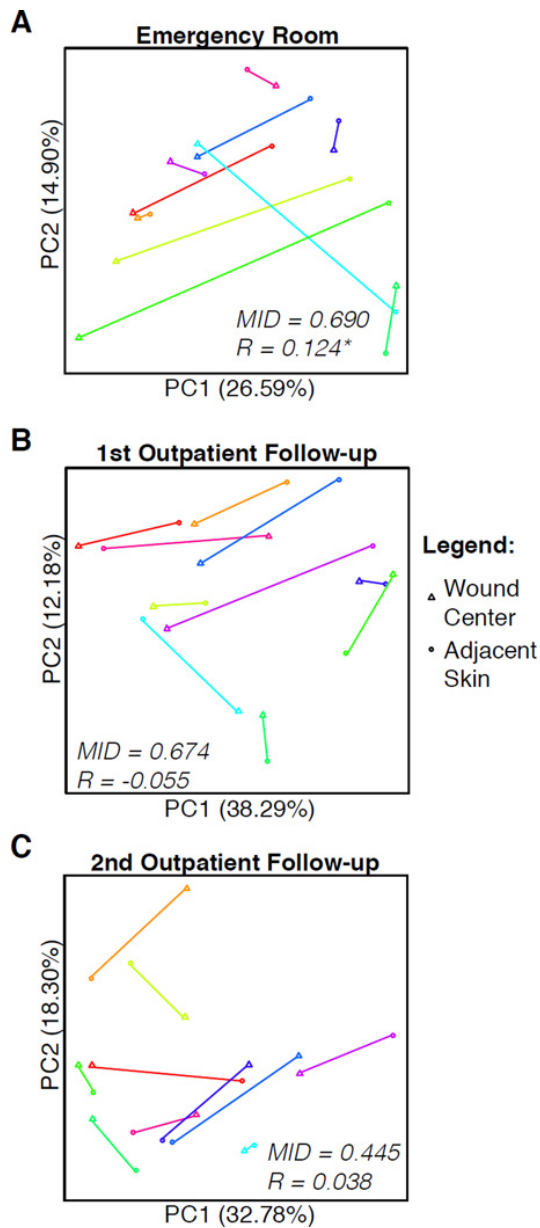 A
Emergency Room
PC2 (14.90%)
MID = 0.690
R = 0.124*
PC1 (26.59%)
B
1st Outpatient Follow-up
PC2 (12.18%)
MID = 0.674
R = -0.055
PC1 (38.29%)
Legend:
Wound
Center
Adjacent
Skin
C
2nd Outpatient Follow-up
PC2 (18.30%)
MID = 0.445
R = 0.038
PC1 (32.78%)